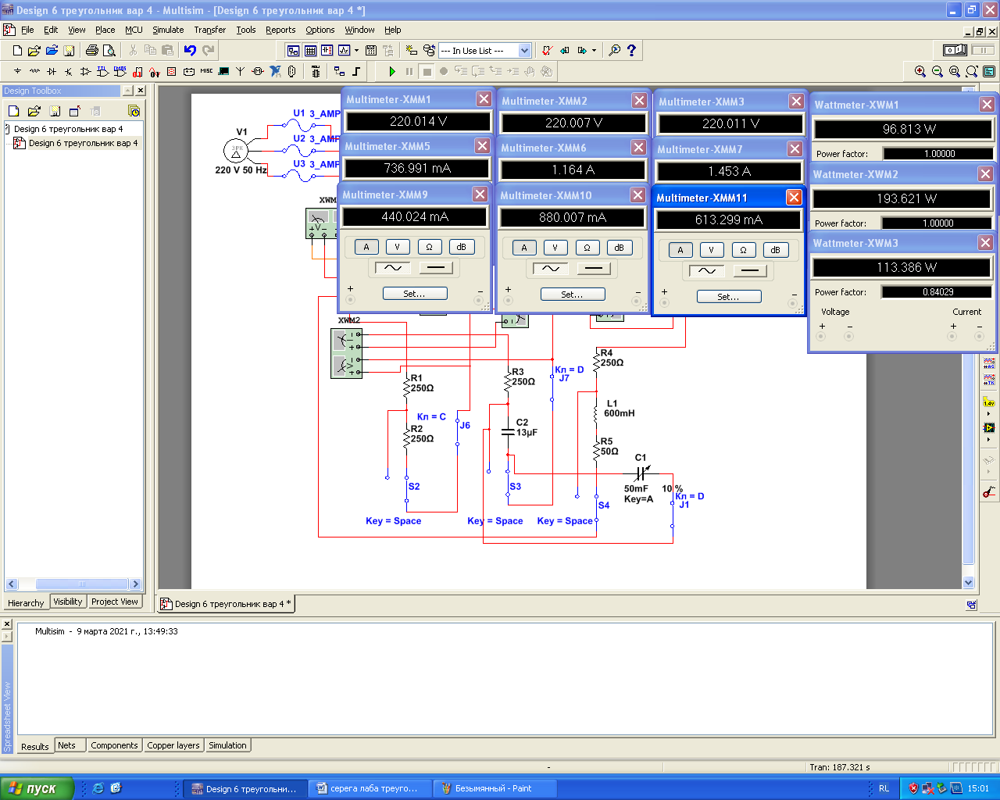 Design 6 треугольник вар 4 - Multisim - [Design 6 треугольник вар 4 *]
File Edit View Place MCU Simulate Transfer Tools Reports Options Window Help
--- In Use List ---
Design Toolbox
Design 6 треугольник вар 4
Design 6 треугольник вар 4
Hierarchy Visibility Project View
V1
3PH
220 V 50 Hz
U1 3_AMP
U2 3_AMP
U3 3_AMP
Multimeter-XMM1
220.014 V
Multimeter-XMM2
220.007 V
Multimeter-XMM3
220.011 V
Wattmeter-XWM1
96.813 W
Power factor: 1.00000
Multimeter-XMM5
736.991 mA
Multimeter-XMM6
1.164 A
Multimeter-XMM7
1.453 A
Wattmeter-XWM2
193.621 W
Power factor: 1.00000
Multimeter-XMM9
440.024 mA
A V Ω dB
+ Set... -
Multimeter-XMM10
880.007 mA
A V Ω dB
+ Set... -
Multimeter-XMM11
613.299 mA
A V Ω dB
+ Set... -
Wattmeter-XWM3
113.386 W
Power factor: 0.84029
Voltage Current
+ - + -
XWM2
R1
250Ω
R2
250Ω
Кл = C
J6
S2
Key = Space
R3
250Ω
C2
13µF
S3
Key = Space
Кл = D
J7
R4
250Ω
L1
600mH
R5
50Ω
S4
Key = Space
C1
50mF 10 %
Key=A
Кл = D
J1
Design 6 треугольник вар 4 *
Multisim - 9 марта 2021 г., 13:49:33
Spreadsheet View
Results Nets Components Copper layers Simulation
- Tran: 187.321 s
пуск
Design 6 треугольни...
серега лаба треуго...
Безымянный - Paint
RL
15:01